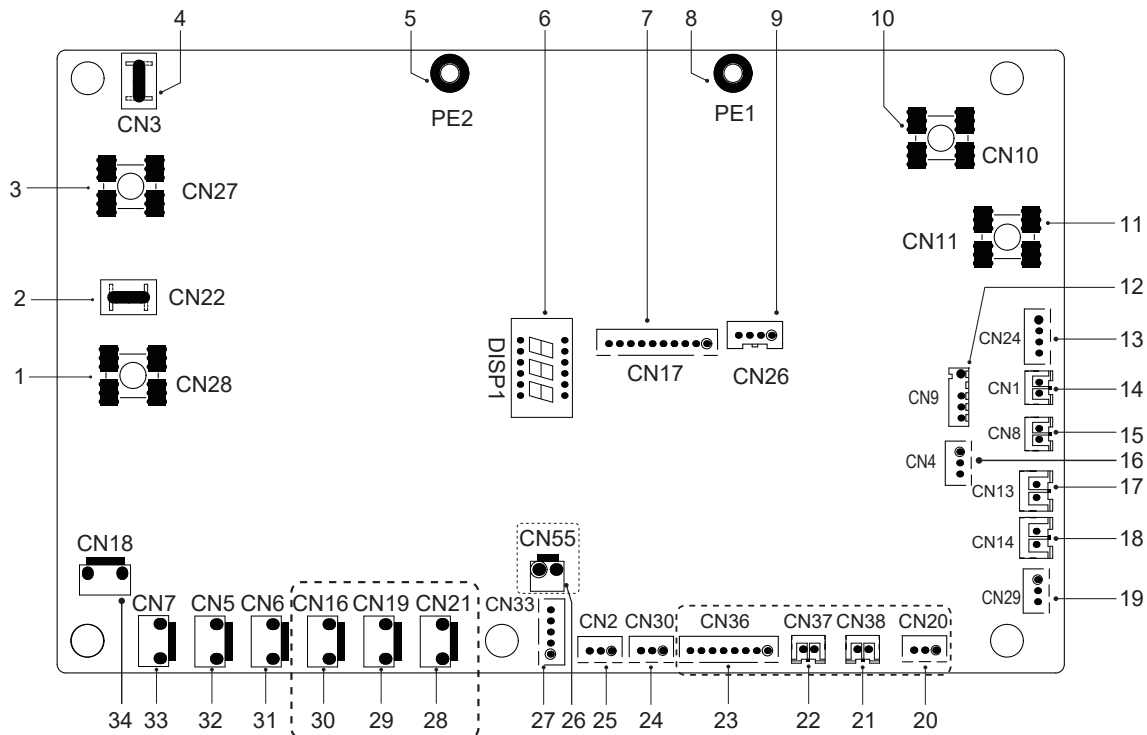 4 5 6 7 8 9 10
CN3 PE2 PE1
CN10
3 CN27
CN11 11
2 CN22
12
CN24 13
DISP1 CN17 CN26
1 CN28
CN9 CN1 14
CN8 15
CN4 16
CN13 17
CN14 18
CN18 CN55
CN29 19
CN7 CN5 CN6 CN16 CN19 CN21 CN33 CN2 CN30 CN36 CN37 CN38 CN20
34 33 32 31 30 29 28 27 26 25 24 23 22 21 20